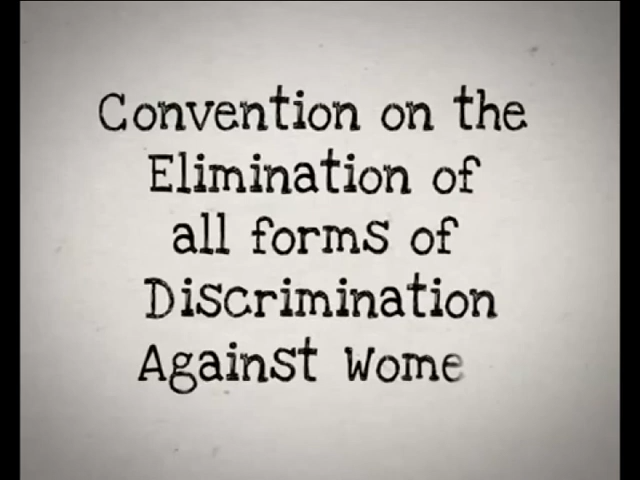 Convention on the
Elimination of
all forms of
Discrimination
Against Wome